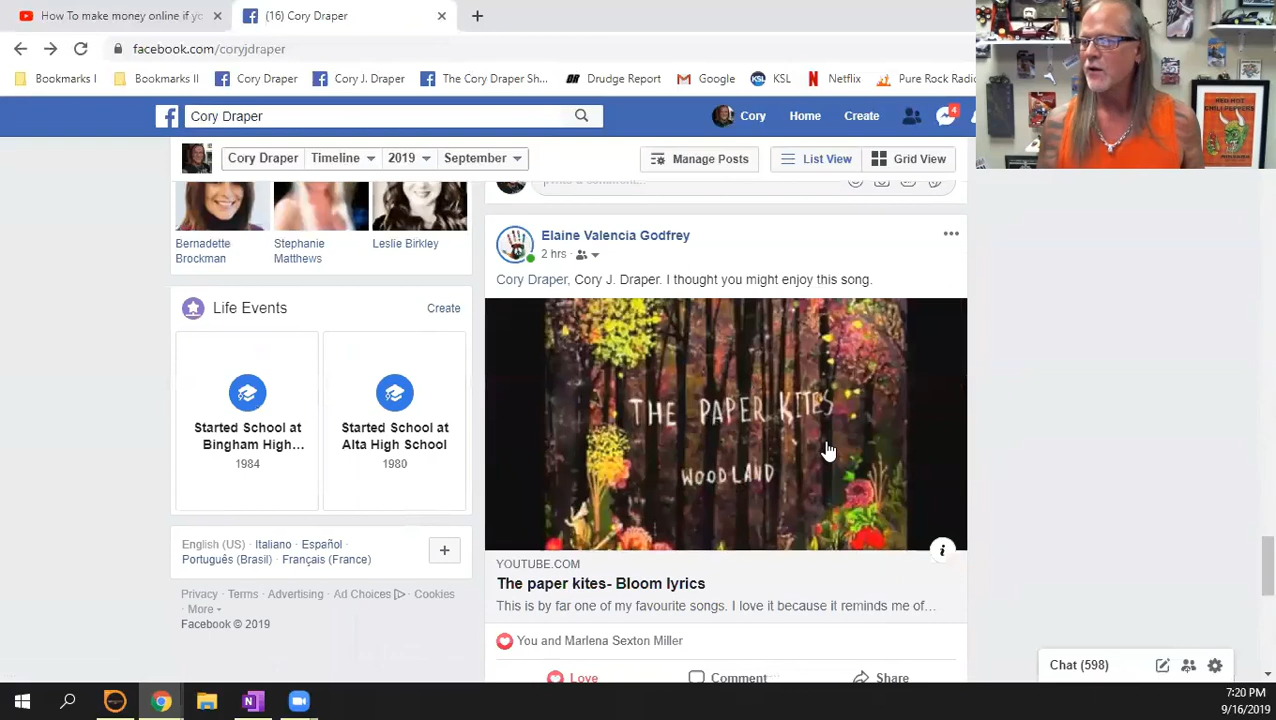 How To make money online if yo
(16) Cory Draper
facebook.com/coryjdraper
Bookmarks I
Bookmarks II
Cory Draper
Cory J. Draper
The Cory Draper Sh...
Drudge Report
Google
KSL
KSL
Netflix
Pure Rock Radio
Cory Draper
Cory
Home
Create
4
RED HOT
CHILI PEPPERS
Cory Draper
Timeline
2019
September
Manage Posts
List View
Grid View
Bernadette
Brockman
Stephanie
Matthews
Leslie Birkley
Elaine Valencia Godfrey
2 hrs ·
Cory Draper, Cory J. Draper. I thought you might enjoy this song.
Life Events
Create
Started School at
Bingham High...
1984
Started School at
Alta High School
1980
THE PAPER KITES
WOODLAND
English (US) · Italiano · Español ·
Português (Brasil) · Français (France)
Privacy · Terms · Advertising · Ad Choices · Cookies ·
More
Facebook © 2019
YOUTUBE.COM
The paper kites- Bloom lyrics
This is by far one of my favourite songs. I love it because it reminds me of...
You and Marlena Sexton Miller
Love
Comment
Share
Chat (598)
7:20 PM
9/16/2019